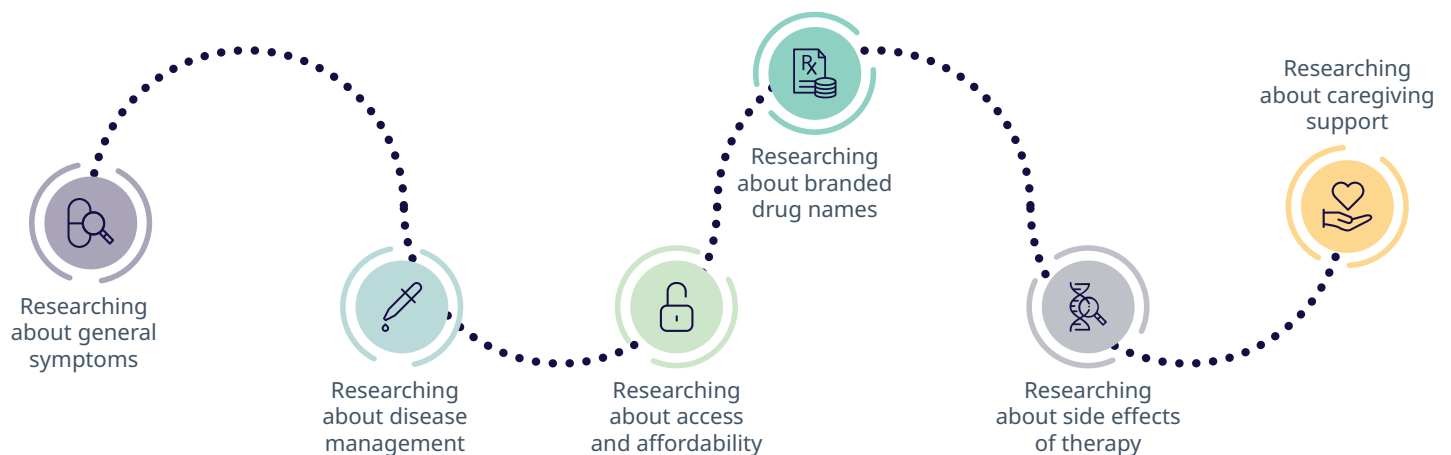 Researching
about general
symptoms
Researching
about disease
management
Researching
about access
and affordability
Rx
Researching
about branded
drug names
Researching
about side effects
of therapy
Researching
about caregiving
support